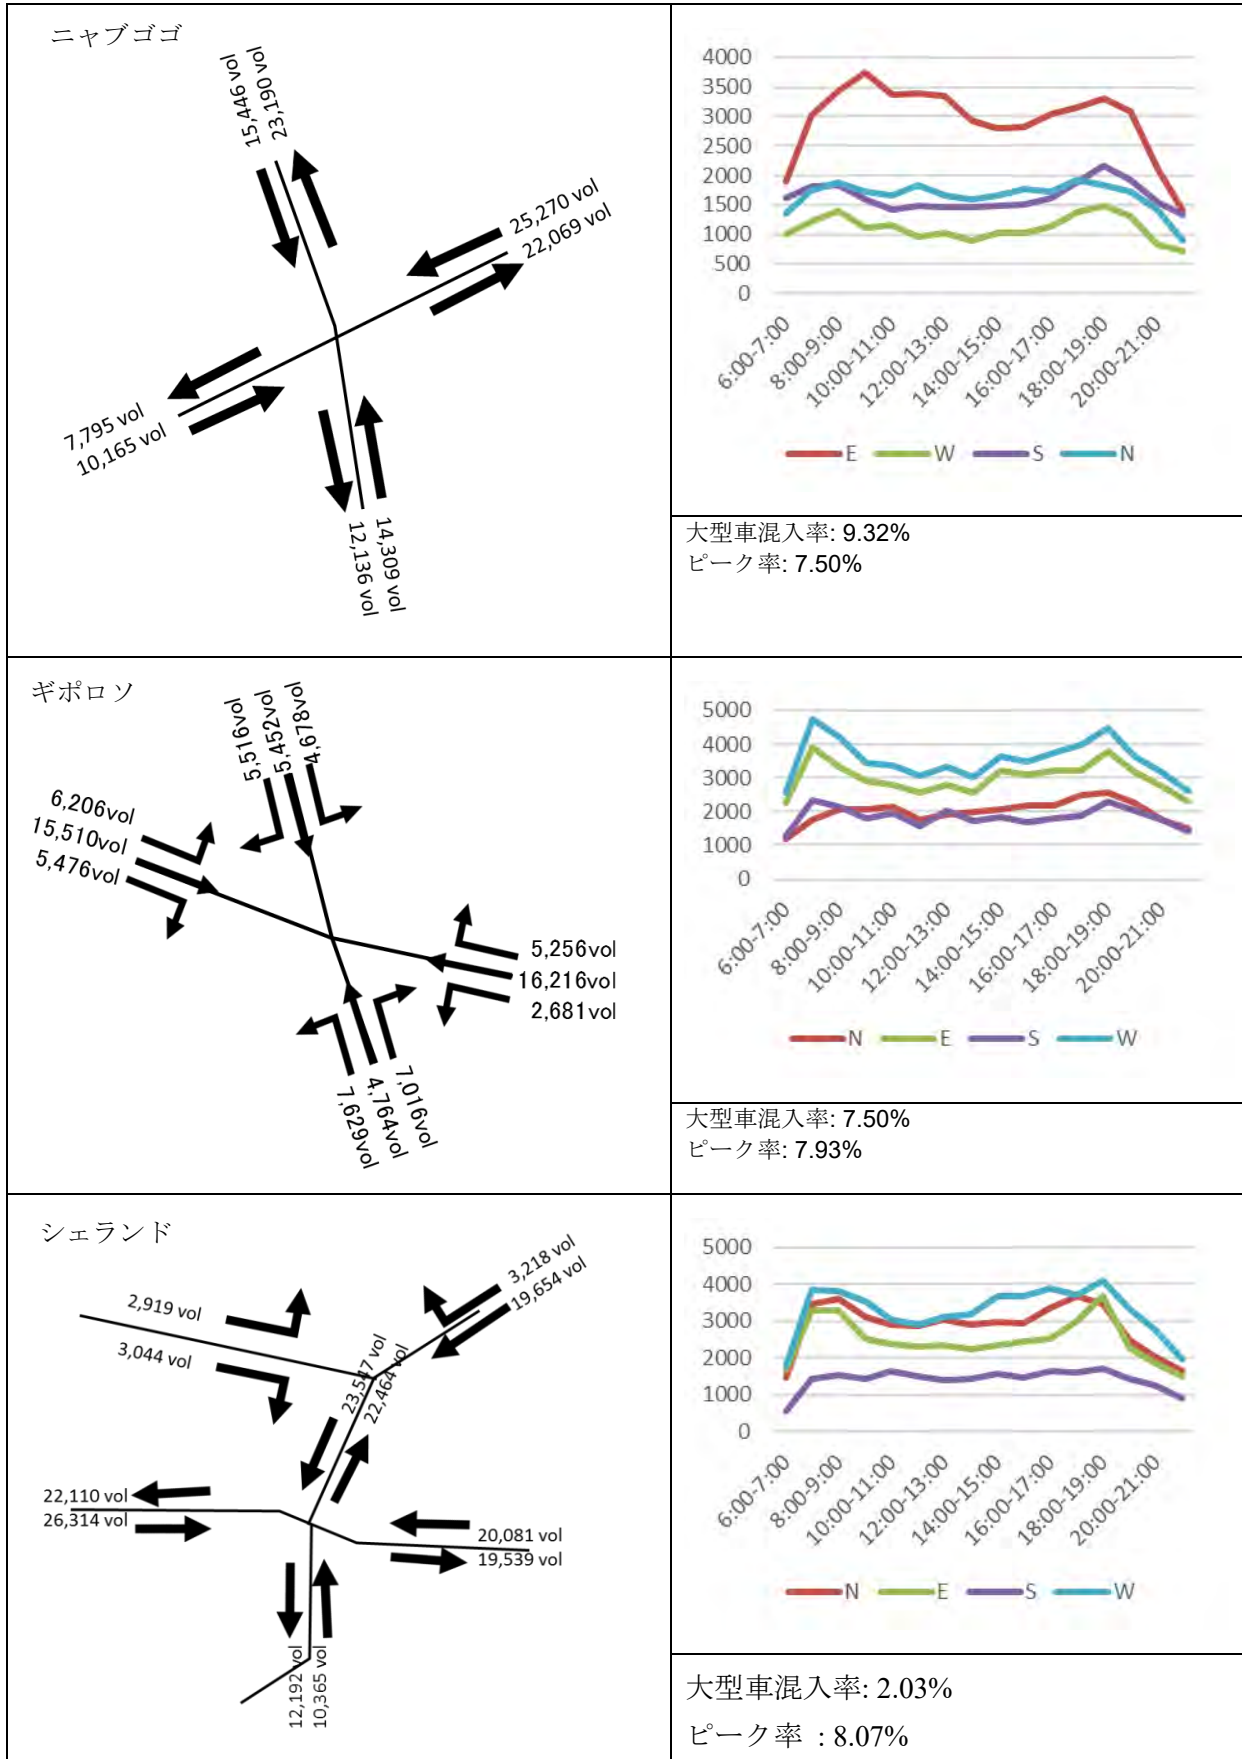 ニャブゴゴ
15,446 vol
23,190 vol
25,270 vol
22,069 vol
7,795 vol
10,165 vol
14,309 vol
12,136 vol
4000
3500
3000
2500
2000
1500
1000
500
0
6:00-7:00
8:00-9:00
10:00-11:00
12:00-13:00
14:00-15:00
16:00-17:00
18:00-19:00
20:00-21:00
E W S N
大型車混入率: 9.32%
ピーク率: 7.50%
ギポロソ
5,516vol
5,452vol
4,678vol
6,206vol
15,510vol
5,476vol
5,256vol
16,216vol
2,681vol
7,629vol
4,764vol
7,016vol
5000
4000
3000
2000
1000
0
6:00-7:00
8:00-9:00
10:00-11:00
12:00-13:00
14:00-15:00
16:00-17:00
18:00-19:00
20:00-21:00
N E S W
大型車混入率: 7.50%
ピーク率: 7.93%
シェランド
2,919 vol
3,044 vol
3,218 vol
19,654 vol
23,547 vol
22,464 vol
22,110 vol
26,314 vol
20,081 vol
19,539 vol
12,192 vol
10,365 vol
5000
4000
3000
2000
1000
0
6:00-7:00
8:00-9:00
10:00-11:00
12:00-13:00
14:00-15:00
16:00-17:00
18:00-19:00
20:00-21:00
N E S W
大型車混入率: 2.03%
ピーク率 : 8.07%